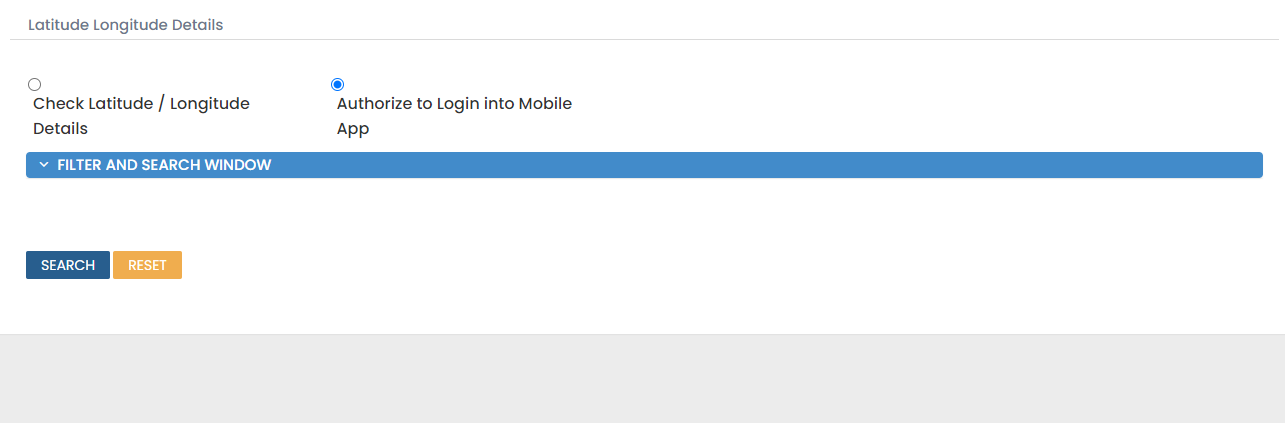 Latitude Longitude Details
Check Latitude / Longitude
Details
Authorize to Login into Mobile
App
FILTER AND SEARCH WINDOW
SEARCH
RESET